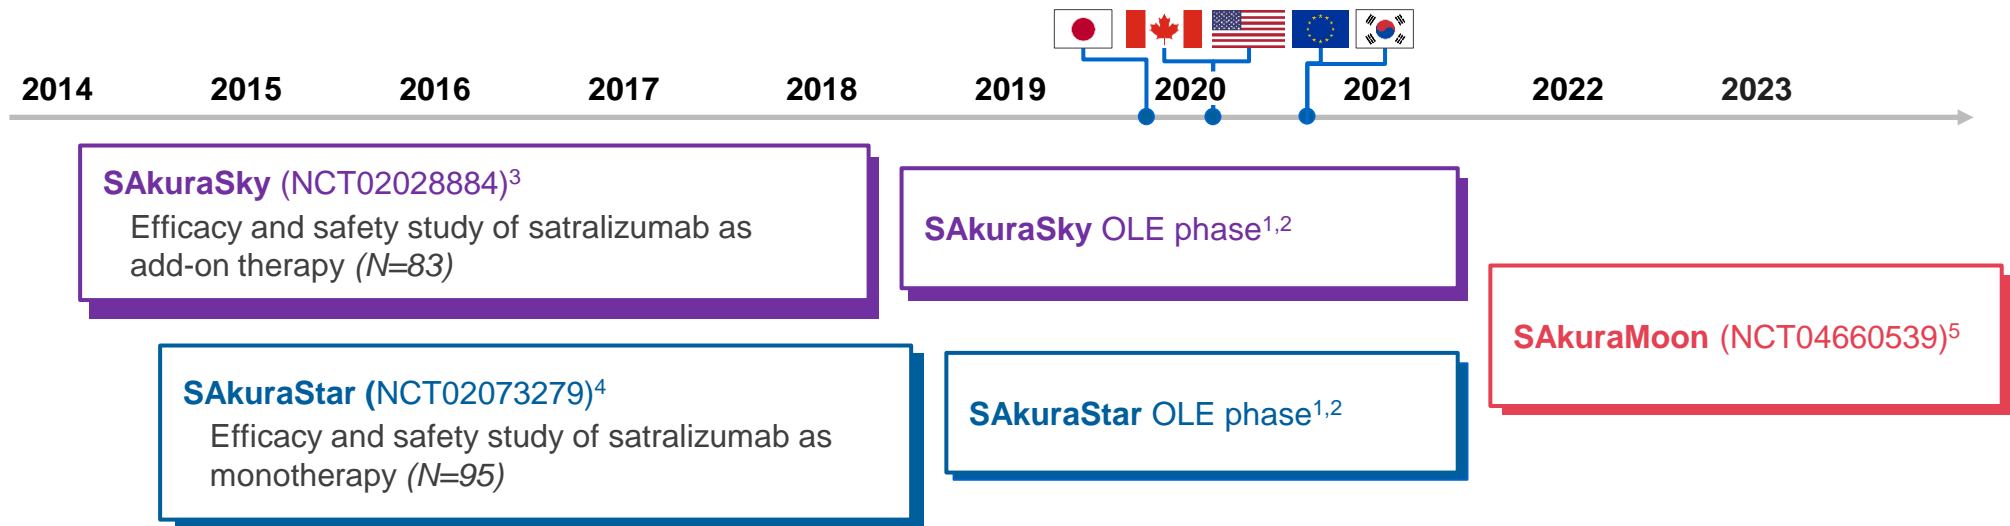 2014 2015 2016 2017 2018 2019 2020 2021 2022 2023
SAkuraSky (NCT02028884)3
Efficacy and safety study of satralizumab as
add-on therapy (N=83)
SAkuraSky OLE phase1,2
SAkuraMoon (NCT04660539)5
SAkuraStar (NCT02073279)4
Efficacy and safety study of satralizumab as
monotherapy (N=95)
SAkuraStar OLE phase1,2